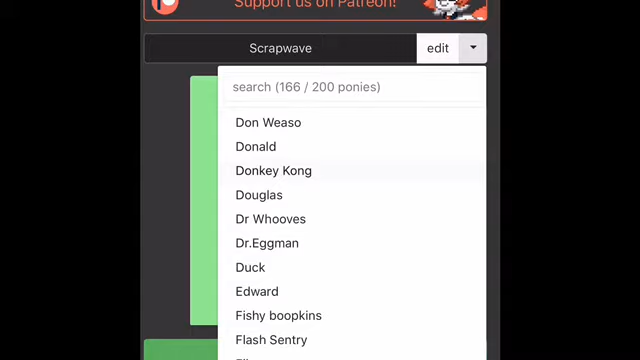 Support us on Patreon!
Scrapwave
edit
search (166 / 200 ponies)
Don Weaso
Donald
Donkey Kong
Douglas
Dr Whooves
Dr.Eggman
Duck
Edward
Fishy boopkins
Flash Sentry